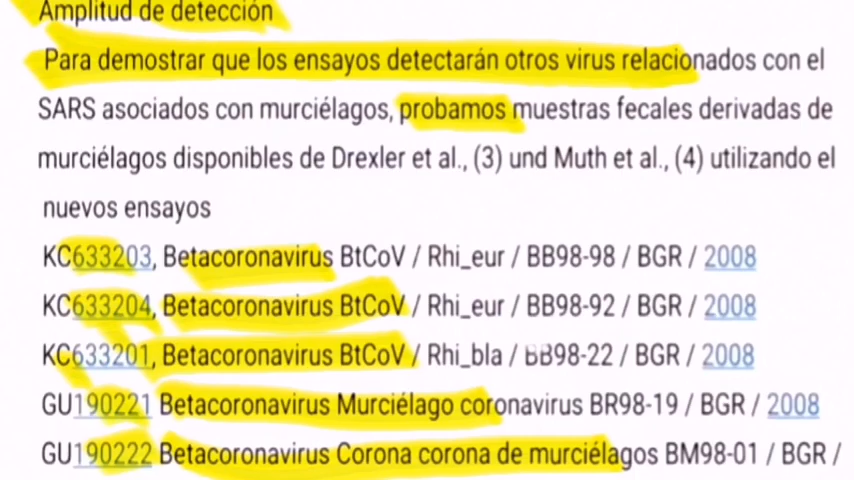 Amplitud de detección
Para demostrar que los ensayos detectarán otros virus relacionados con el
SARS asociados con murciélagos, probamos muestras fecales derivadas de
murciélagos disponibles de Drexler et al., (3) und Muth et al., (4) utilizando el
nuevos ensayos
KC633203, Betacoronavirus BtCoV / Rhi_eur / BB98-98 / BGR / 2008
KC633204, Betacoronavirus BtCoV / Rhi_eur / BB98-92 / BGR / 2008
KC633201, Betacoronavirus BtCoV / Rhi_bla / BB98-22 / BGR / 2008
GU190221 Betacoronavirus Murciélago coronavirus BR98-19 / BGR / 2008
GU190222 Betacoronavirus Corona corona de murciélagos BM98-01 / BGR /